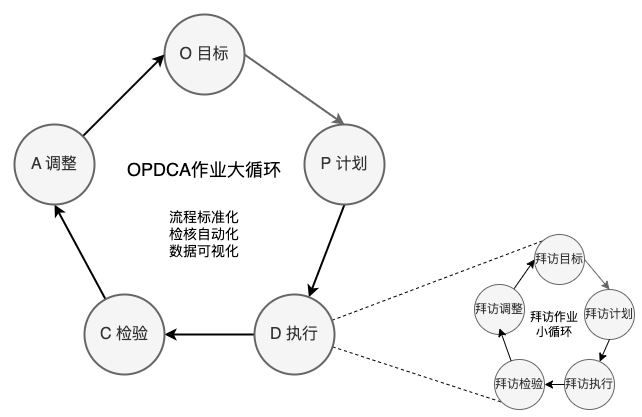 O 目标
A 调整
P 计划
OPDCA作业大循环
流程标准化
检核自动化
数据可视化
C 检验
D 执行
拜访目标
拜访调整
拜访计划
拜访作业
小循环
拜访检验
拜访执行